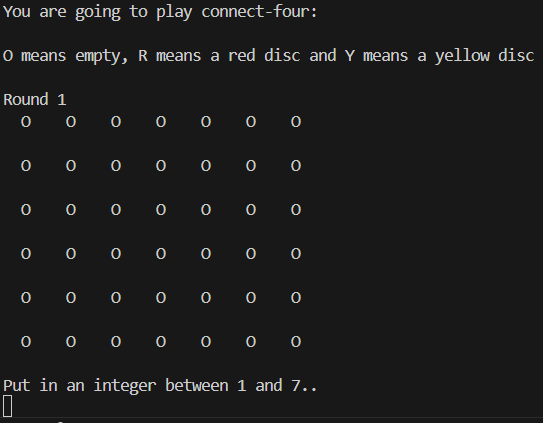 You are going to play connect-four:
O means empty, R means a red disc and Y means a yellow disc
Round 1
O O O O O O O
O O O O O O O
O O O O O O O
O O O O O O O
O O O O O O O
O O O O O O O
Put in an integer between 1 and 7..